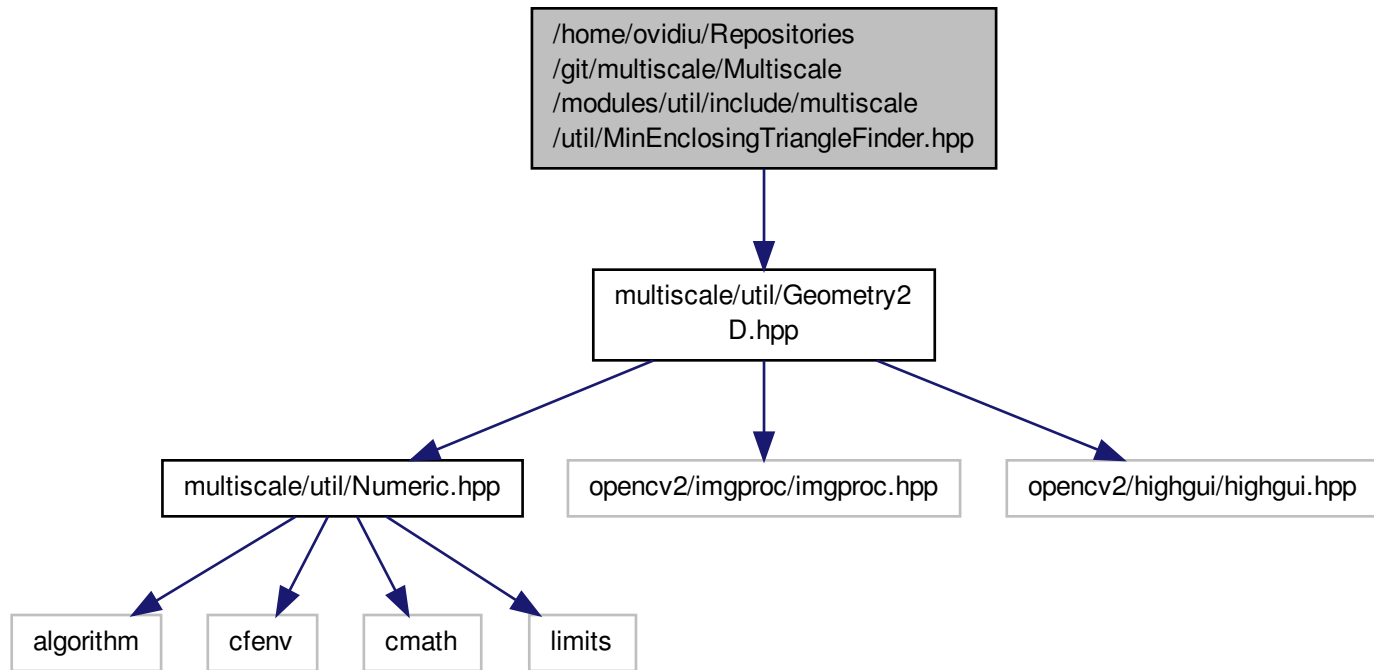 /home/ovidiu/Repositories
/git/multiscale/Multiscale
/modules/util/include/multiscale
/util/MinEnclosingTriangleFinder.hpp
multiscale/util/Geometry2
D.hpp
multiscale/util/Numeric.hpp
opencv2/imgproc/imgproc.hpp
opencv2/highgui/highgui.hpp
algorithm
cfenv
cmath
limits